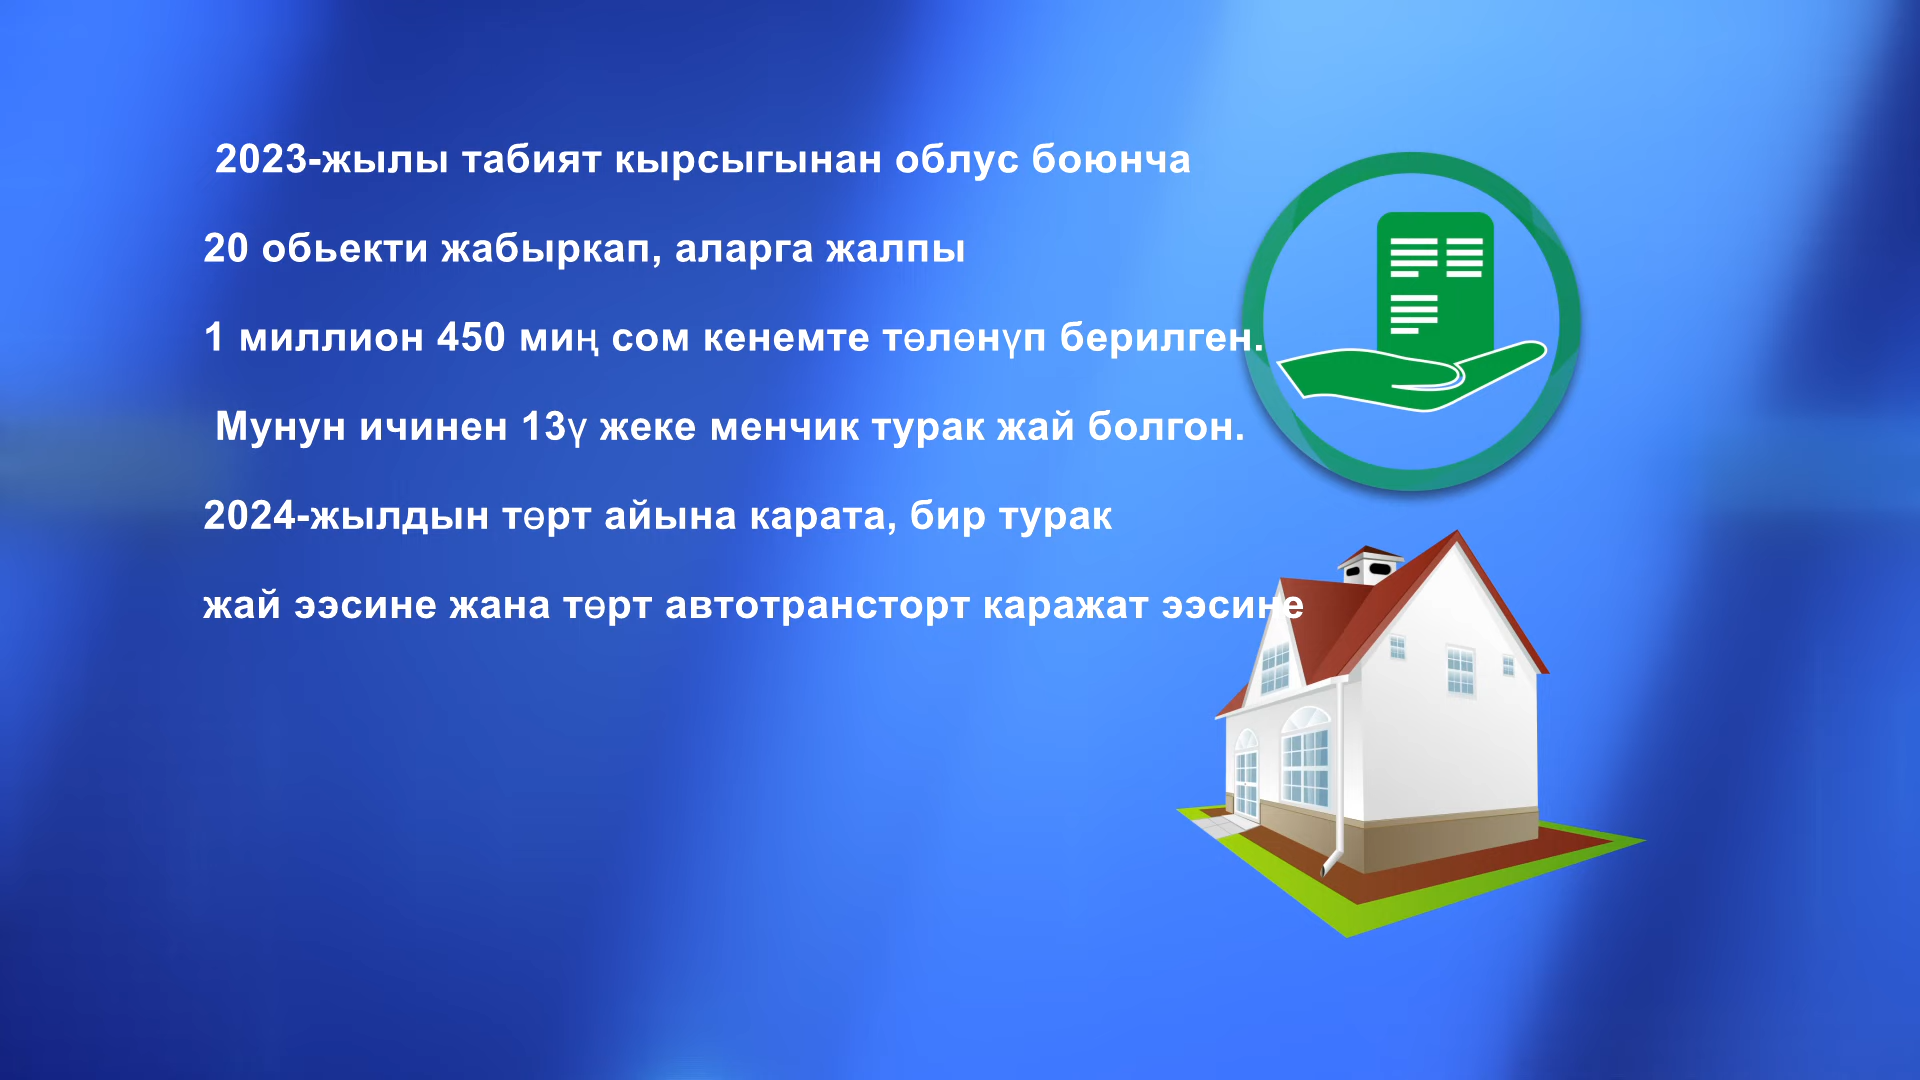 2023-жылы табият кырсыгынан облус боюнча
20 обьекти жабыркап, аларга жалпы
1 миллион 450 миң сом кенемте төлөнүп берилген.
Мунун ичинен 13ү жеке менчик турак жай болгон.
2024-жылдын төрт айына карата, бир турак
жай ээсине жана төрт автотрансторт каражат ээсине